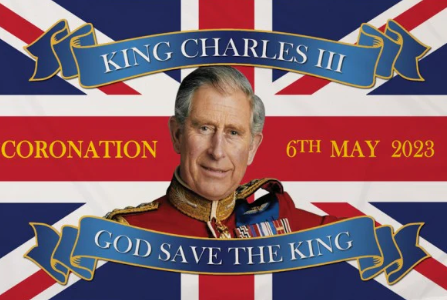 KING CHARLES III
CORONATION 6TH MAY 2023
GOD SAVE THE KING